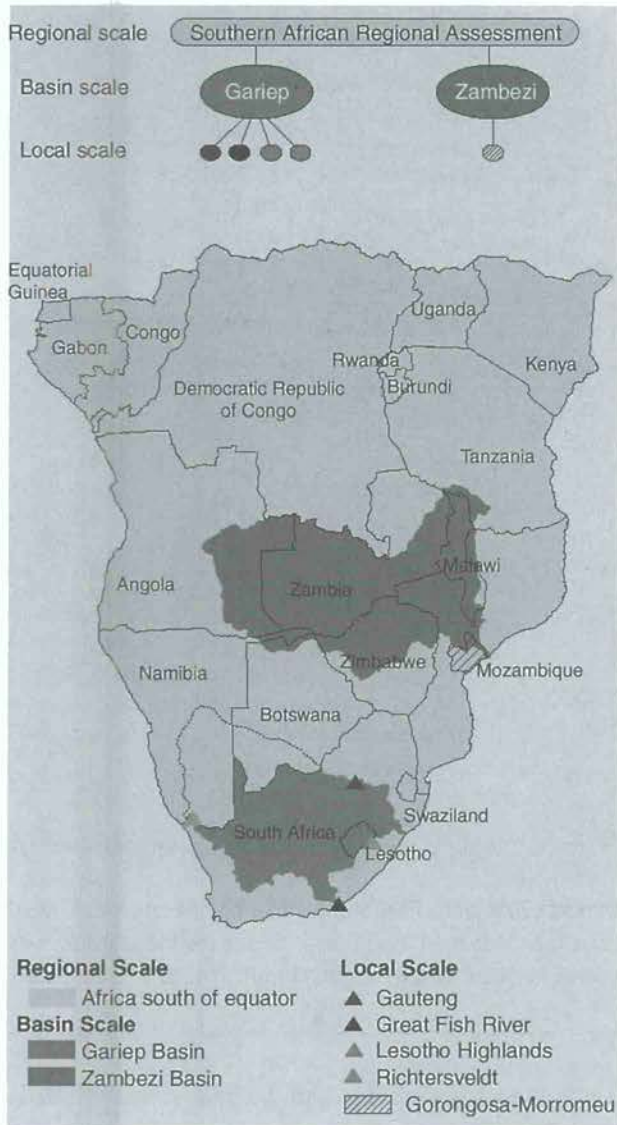 Regional scale
Southern African Regional Assessment
Basin scale
Gariep
Zambezi
Local scale
Equatorial
Guinea
Gabon
Congo
Uganda
Kenya
Rwanda
Burundi
Democratic Republic
of Congo
Tanzania
Angola
Zambia
Malawi
Zimbabwe
Mozambique
Namibia
Botswana
Swaziland
South Africa
Lesotho
Regional Scale
Africa south of equator
Basin Scale
Gariep Basin
Zambezi Basin
Local Scale
Gauteng
Great Fish River
Lesotho Highlands
Richtersveldt
Gorongosa-Morromeu